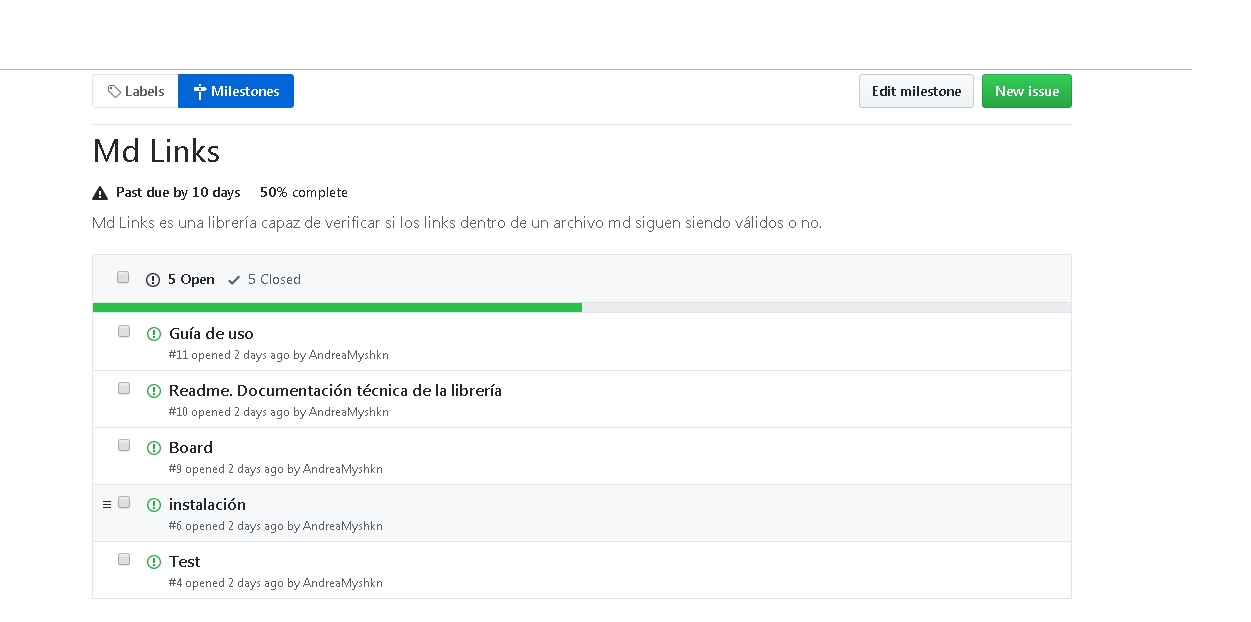 Labels Milestones Edit milestone New issue
Md Links
Past due by 10 days 50% complete
Md Links es una librería capaz de verificar si los links dentro de un archivo md siguen siendo válidos o no.
5 Open 5 Closed
Guía de uso
#11 opened 2 days ago by AndreaMyshkn
Readme. Documentación técnica de la librería
#10 opened 2 days ago by AndreaMyshkn
Board
#9 opened 2 days ago by AndreaMyshkn
instalación
#6 opened 2 days ago by AndreaMyshkn
Test
#4 opened 2 days ago by AndreaMyshkn